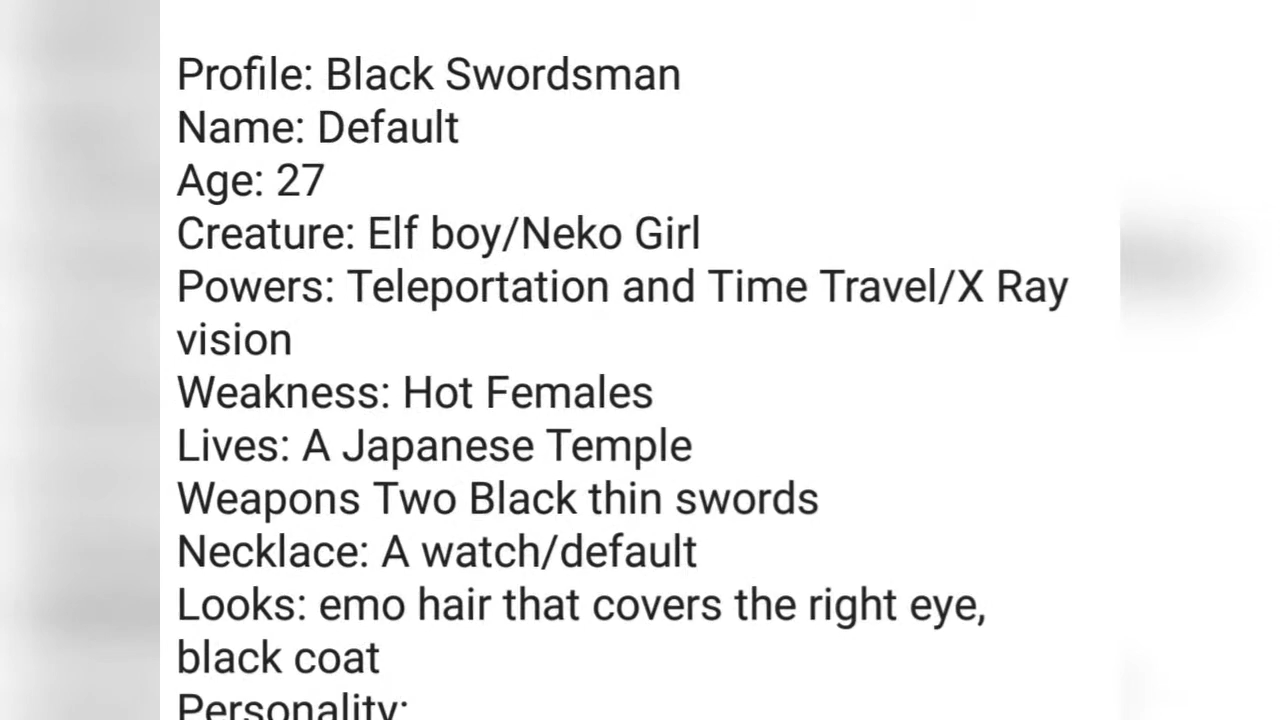 Profile: Black Swordsman
Name: Default
Age: 27
Creature: Elf boy/Neko Girl
Powers: Teleportation and Time Travel/X Ray
vision
Weakness: Hot Females
Lives: A Japanese Temple
Weapons Two Black thin swords
Necklace: A watch/default
Looks: emo hair that covers the right eye,
black coat
Personality: